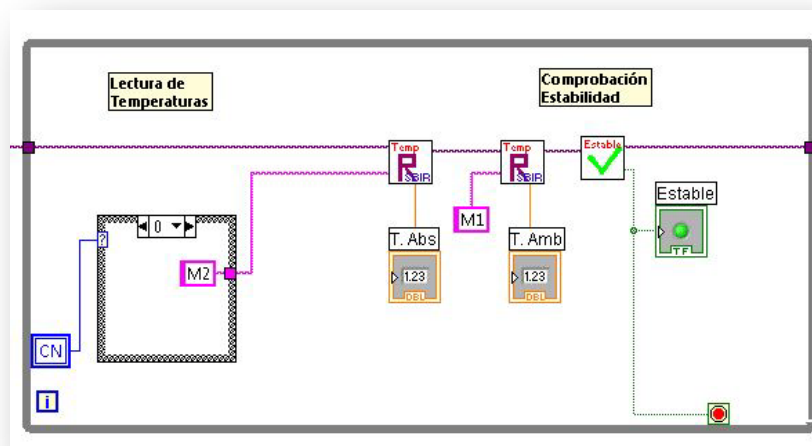 Lectura de
Temperaturas
Comprobación
Estabilidad
Temp
R
SBIR
Temp
R
SBIR
Estable
Estable
TF
0
?
M2
M1
T. Abs
1.23
DBL
T. Amb
1.23
DBL
CN
i